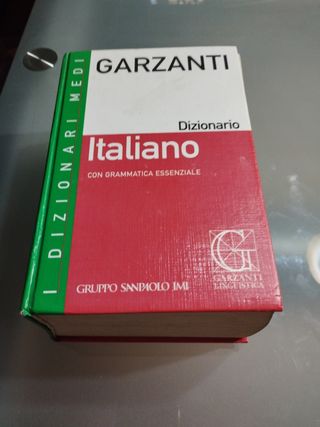 I DIZIONARI MEDI
GARZANTI
Dizionario
Italiano
CON GRAMMATICA ESSENZIALE
G
GARZANTI
LINGUISTICA
GRUPPO SANPAOLO IMI